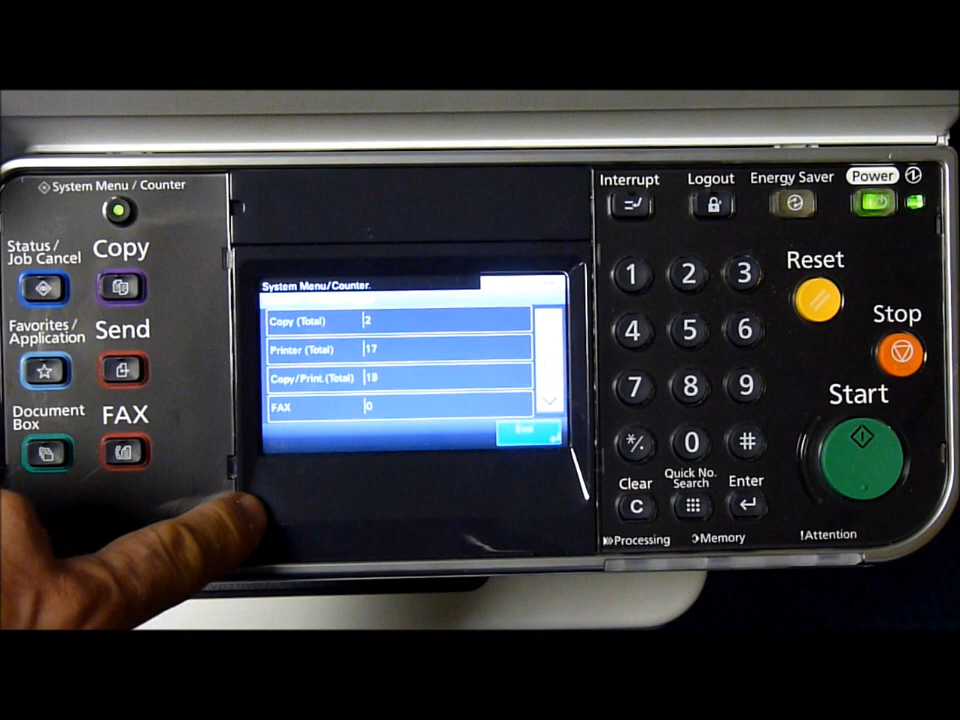 System Menu / Counter
Status /
Job Cancel
Copy
Favorites /
Application
Send
Document
Box
FAX
System Menu/Counter.
Copy (Total) 2
Printer (Total) 17
Copy/Print (Total) 19
FAX 0
End
Interrupt
Logout
Energy Saver
Power
1 2 3
4 5 6
7 8 9
*/. 0 #
Reset
Stop
Start
Clear
C
Quick No.
Search
Enter
Processing
Memory
!Attention